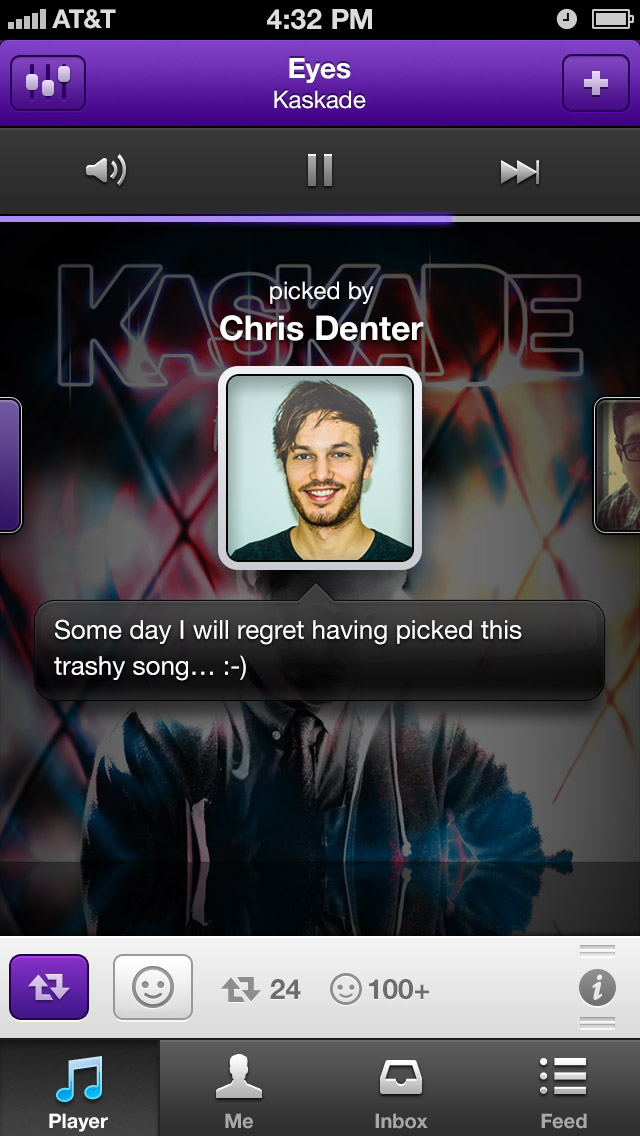 AT&T 4:32 PM
Eyes
Kaskade
KASKADE
picked by
Chris Denter
Some day I will regret having picked this
trashy song... :-)
24 100+
i
Player Me Inbox Feed